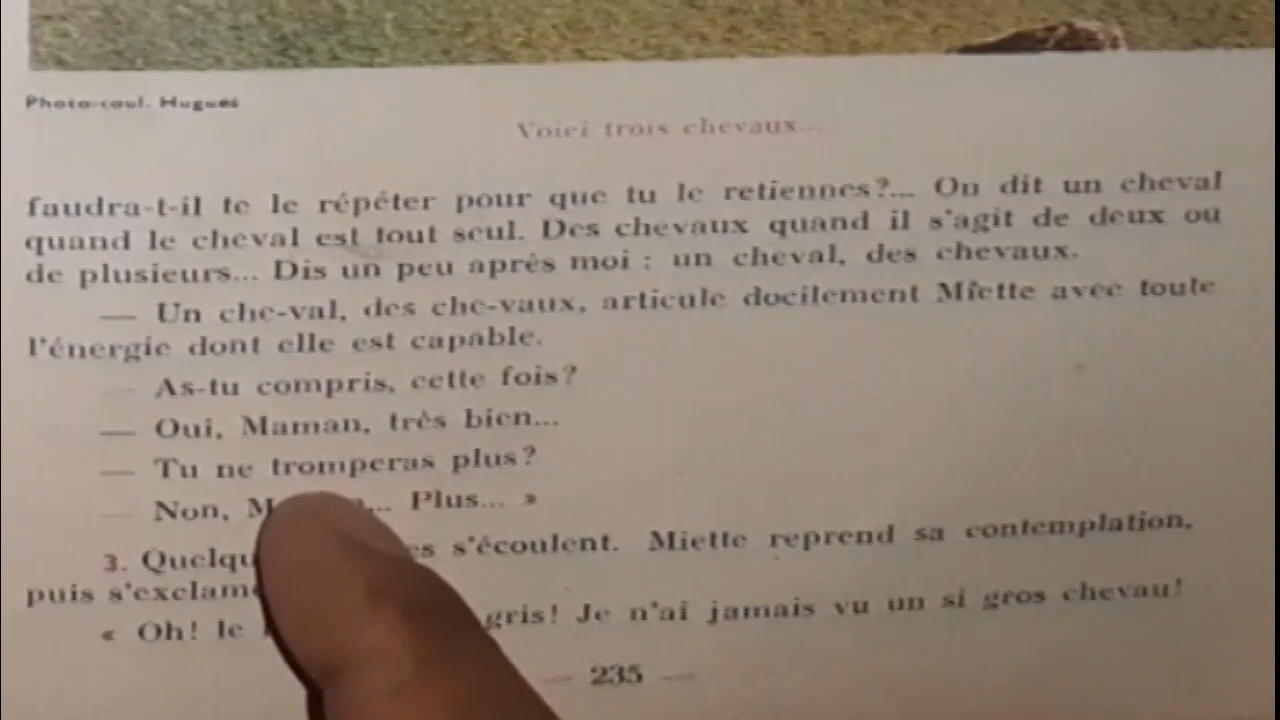 Photo-coul. Hugues
Voici trois chevaux...
faudra-t-il te le répéter pour que tu le retiennes?... On dit un cheval
quand le cheval est tout seul. Des chevaux quand il s'agit de deux ou
de plusieurs... Dis un peu après moi : un cheval, des chevaux.
— Un che-val, des che-vaux, articule docilement Miette avec toute
l'énergie dont elle est capable.
— As-tu compris, cette fois?
— Oui, Maman, très bien...
— Tu ne tromperas plus?
— Non, ... Plus... »
3. s'écoulent. Miette reprend sa contemplation,
puis
« Oh! le gris! Je n'ai jamais vu un si gros chevau!
— 235 —